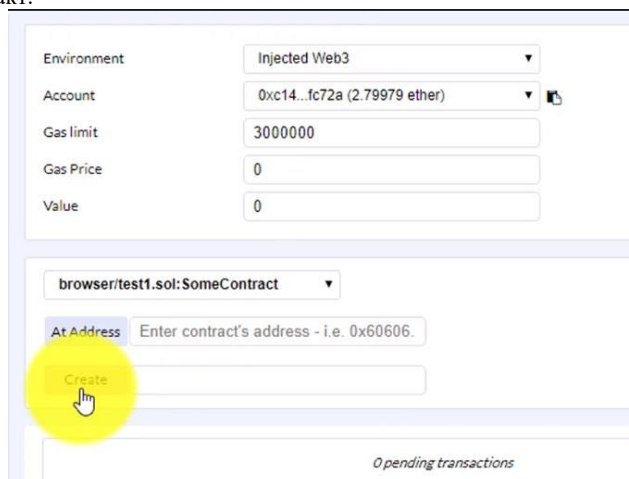 Environment Injected Web3
Account 0xc14...fc72a (2.79979 ether)
Gas limit 3000000
Gas Price 0
Value 0
browser/test1.sol:SomeContract
At Address Enter contract's address - i.e. 0x60606.
Create
0 pending transactions